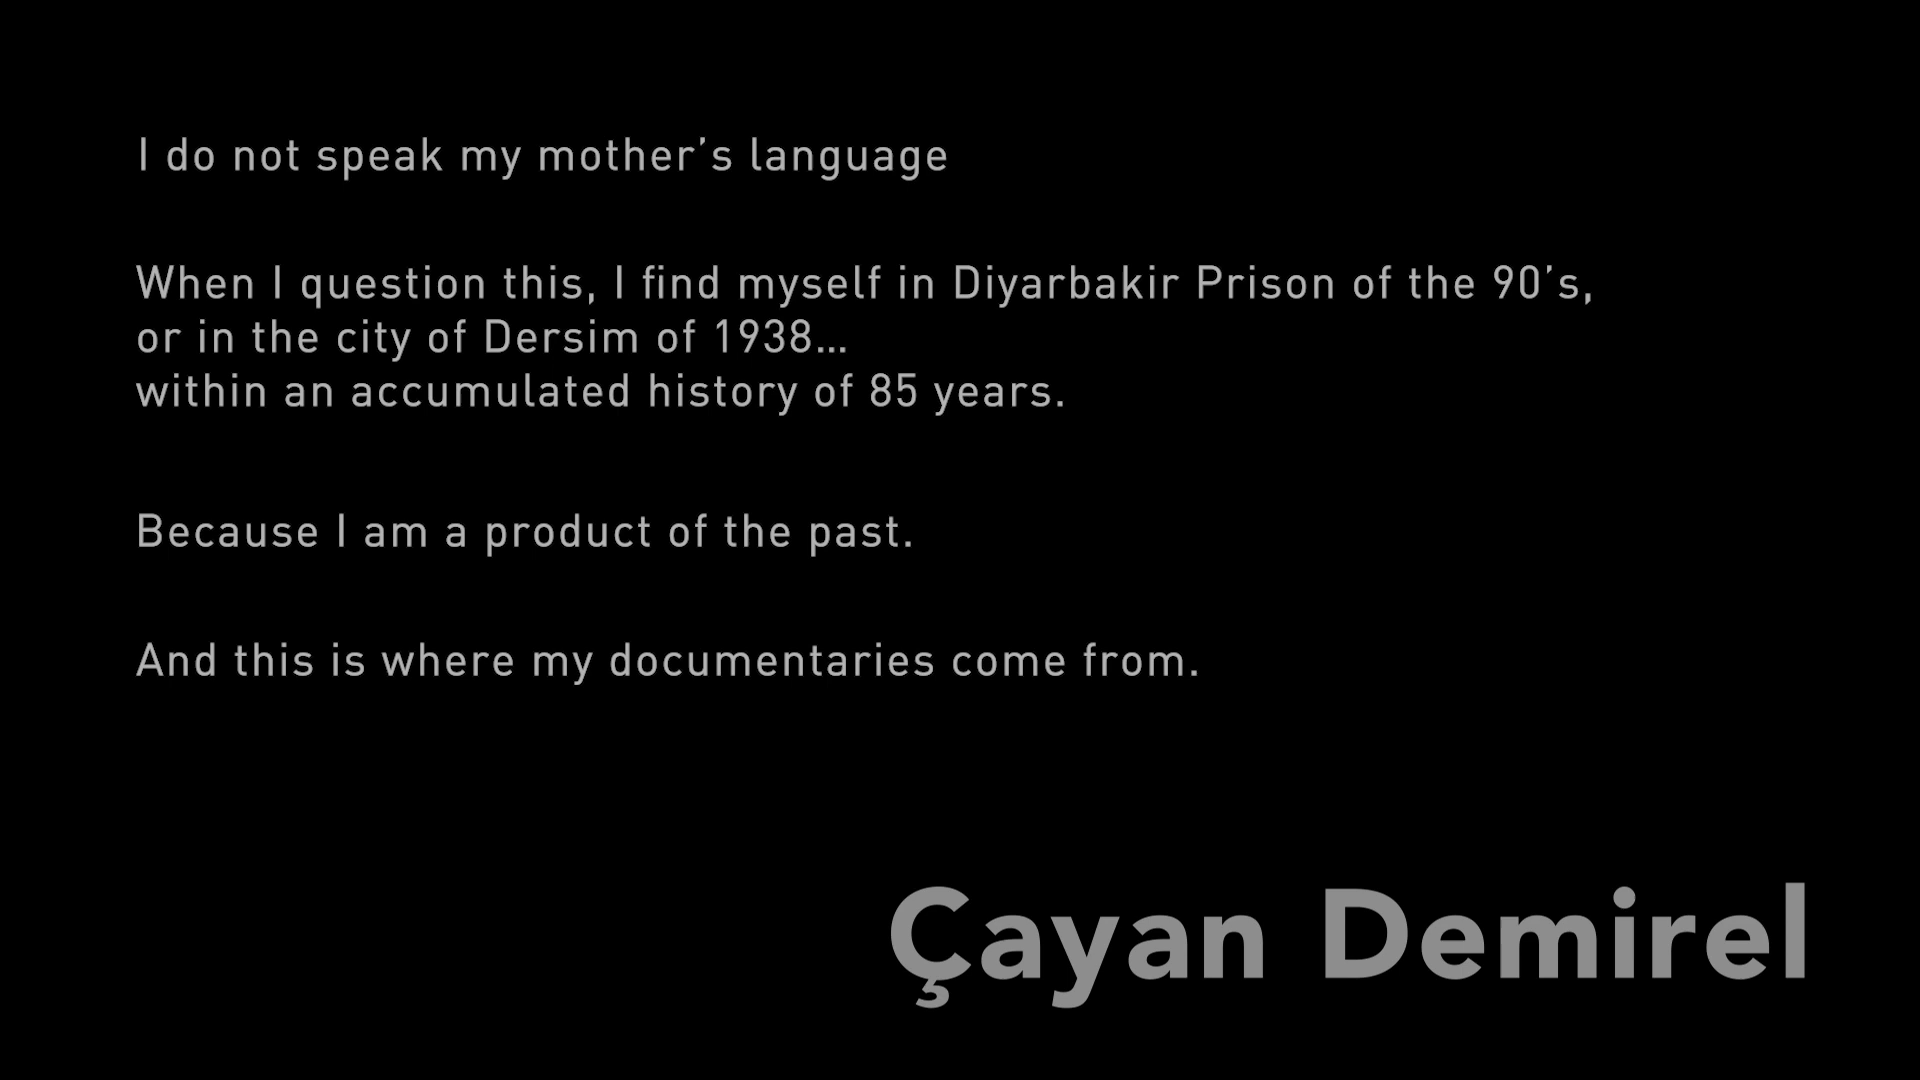 I do not speak my mother’s language
When I question this, I find myself in Diyarbakir Prison of the 90’s,
or in the city of Dersim of 1938...
within an accumulated history of 85 years.
Because I am a product of the past.
And this is where my documentaries come from.
Çayan Demirel